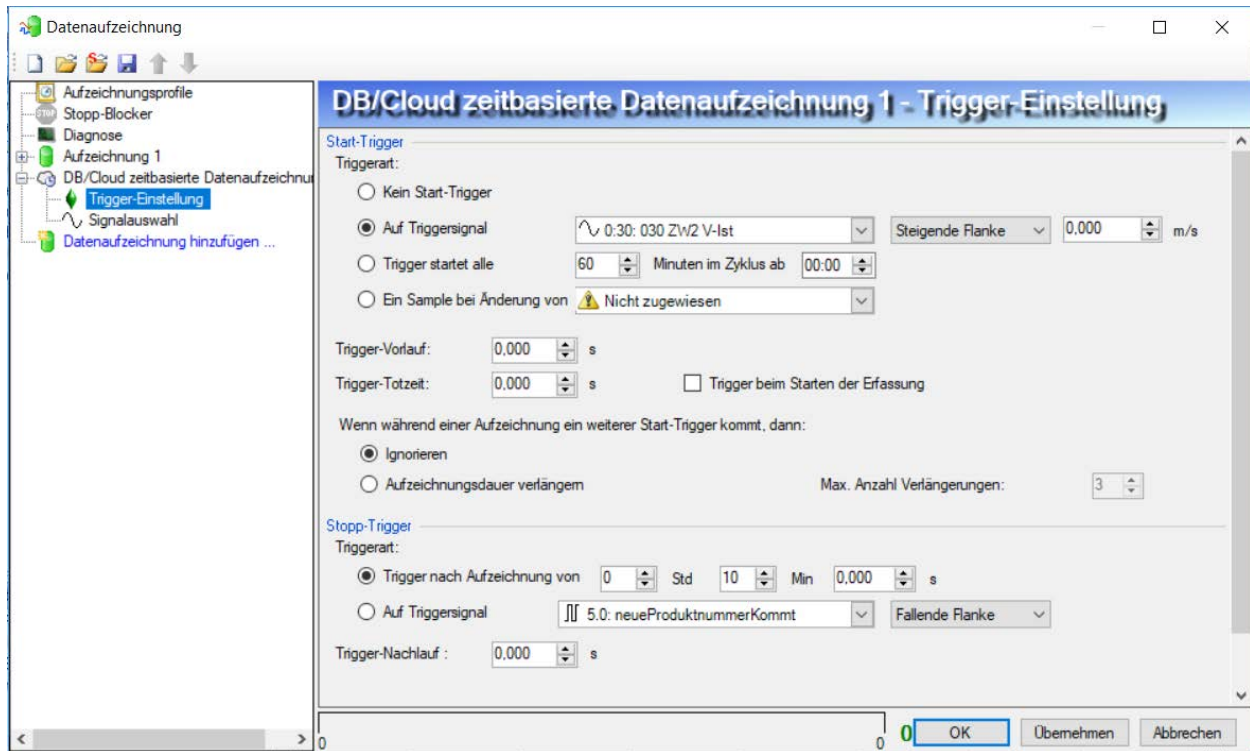 Datenaufzeichnung
Aufzeichnungsprofile
STOP Stopp-Blocker
Diagnose
Aufzeichnung 1
DB/Cloud zeitbasierte Datenaufzeichnu
Trigger-Einstellung
Signalauswahl
Datenaufzeichnung hinzufügen ...
DB/Cloud zeitbasierte Datenaufzeichnung 1 - Trigger-Einstellung
Start-Trigger
Triggerart:
Kein Start-Trigger
Auf Triggersignal 0:30: 030 ZW2 V-Ist Steigende Flanke 0,000 m/s
Trigger startet alle 60 Minuten im Zyklus ab 00:00
Ein Sample bei Änderung von Nicht zugewiesen
Trigger-Vorlauf: 0,000 s
Trigger-Totzeit: 0,000 s Trigger beim Starten der Erfassung
Wenn während einer Aufzeichnung ein weiterer Start-Trigger kommt, dann:
Ignorieren
Aufzeichnungsdauer verlängern Max. Anzahl Verlängerungen: 3
Stopp-Trigger
Triggerart:
Trigger nach Aufzeichnung von 0 Std 10 Min 0,000 s
Auf Triggersignal 5.0: neueProduktnummerKommt Fallende Flanke
Trigger-Nachlauf : 0,000 s
0 0 0 OK Übernehmen Abbrechen